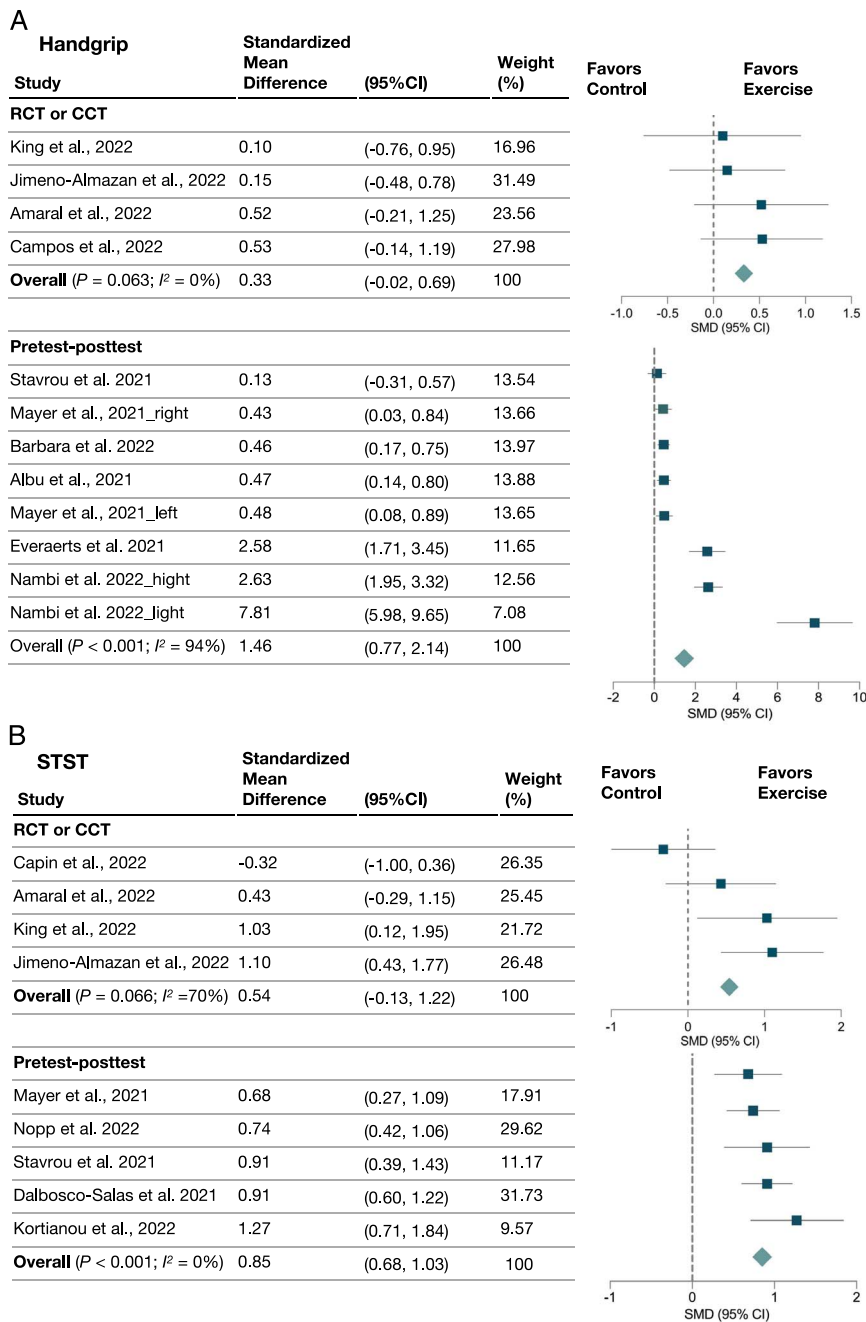 A
Handgrip
Study Standardized Mean Difference (95%CI) Weight (%) Favors Control Favors Exercise
RCT or CCT
King et al., 2022 0.10 (-0.76, 0.95) 16.96
Jimeno-Almazan et al., 2022 0.15 (-0.48, 0.78) 31.49
Amaral et al., 2022 0.52 (-0.21, 1.25) 23.56
Campos et al., 2022 0.53 (-0.14, 1.19) 27.98
Overall (P = 0.063; I² = 0%) 0.33 (-0.02, 0.69) 100
-1.0 -0.5 0.0 0.5 1.0 1.5
SMD (95% CI)
Pretest-posttest
Stavrou et al. 2021 0.13 (-0.31, 0.57) 13.54
Mayer et al., 2021_right 0.43 (0.03, 0.84) 13.66
Barbara et al. 2022 0.46 (0.17, 0.75) 13.97
Albu et al., 2021 0.47 (0.14, 0.80) 13.88
Mayer et al., 2021_left 0.48 (0.08, 0.89) 13.65
Everaerts et al. 2021 2.58 (1.71, 3.45) 11.65
Nambi et al. 2022_hight 2.63 (1.95, 3.32) 12.56
Nambi et al. 2022_light 7.81 (5.98, 9.65) 7.08
Overall (P < 0.001; I² = 94%) 1.46 (0.77, 2.14) 100
-2 0 2 4 6 8 10
SMD (95% CI)
B
STST
Study Standardized Mean Difference (95%CI) Weight (%) Favors Control Favors Exercise
RCT or CCT
Capin et al., 2022 -0.32 (-1.00, 0.36) 26.35
Amaral et al., 2022 0.43 (-0.29, 1.15) 25.45
King et al., 2022 1.03 (0.12, 1.95) 21.72
Jimeno-Almazan et al., 2022 1.10 (0.43, 1.77) 26.48
Overall (P = 0.066; I² =70%) 0.54 (-0.13, 1.22) 100
-1 0 1 2
SMD (95% CI)
Pretest-posttest
Mayer et al., 2021 0.68 (0.27, 1.09) 17.91
Nopp et al. 2022 0.74 (0.42, 1.06) 29.62
Stavrou et al. 2021 0.91 (0.39, 1.43) 11.17
Dalbosco-Salas et al. 2021 0.91 (0.60, 1.22) 31.73
Kortianou et al., 2022 1.27 (0.71, 1.84) 9.57
Overall (P < 0.001; I² = 0%) 0.85 (0.68, 1.03) 100
-1 0 1 2
SMD (95% CI)